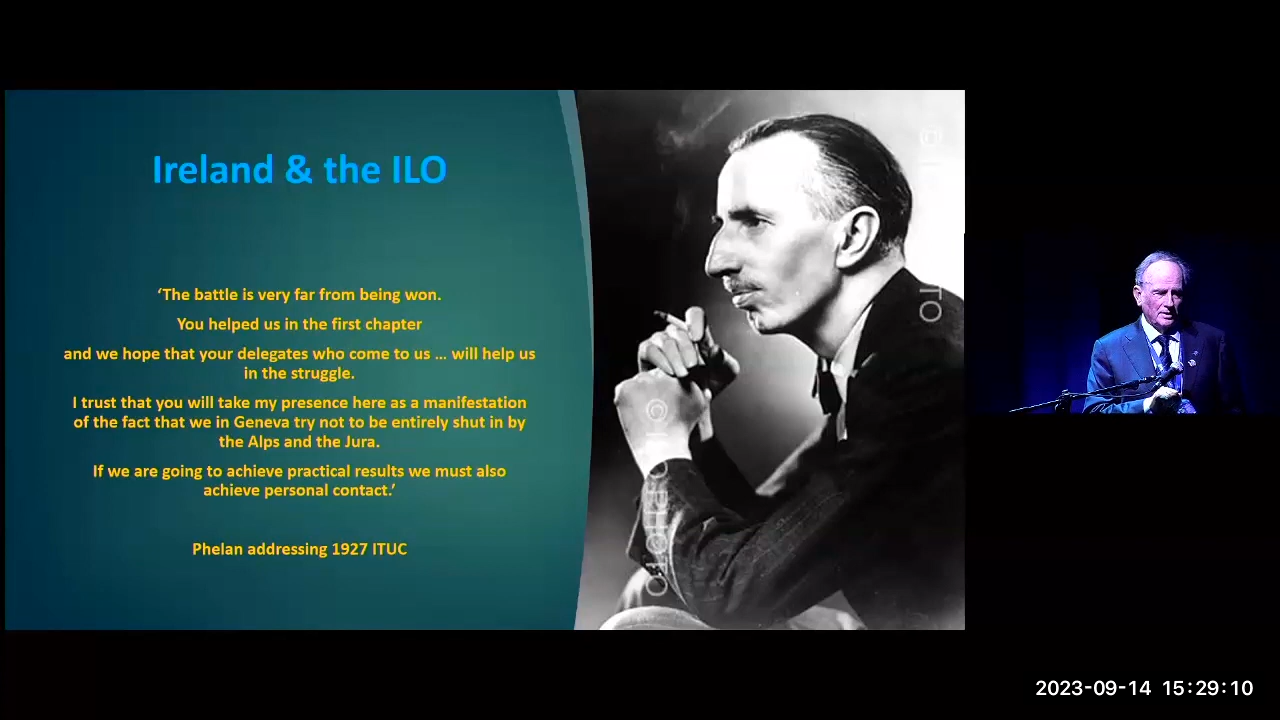 Ireland & the ILO
‘The battle is very far from being won.
You helped us in the first chapter
and we hope that your delegates who come to us ... will help us
in the struggle.
I trust that you will take my presence here as a manifestation
of the fact that we in Geneva try not to be entirely shut in by
the Alps and the Jura.
If we are going to achieve practical results we must also
achieve personal contact.’
Phelan addressing 1927 ITUC
2023-09-14 15:29:10